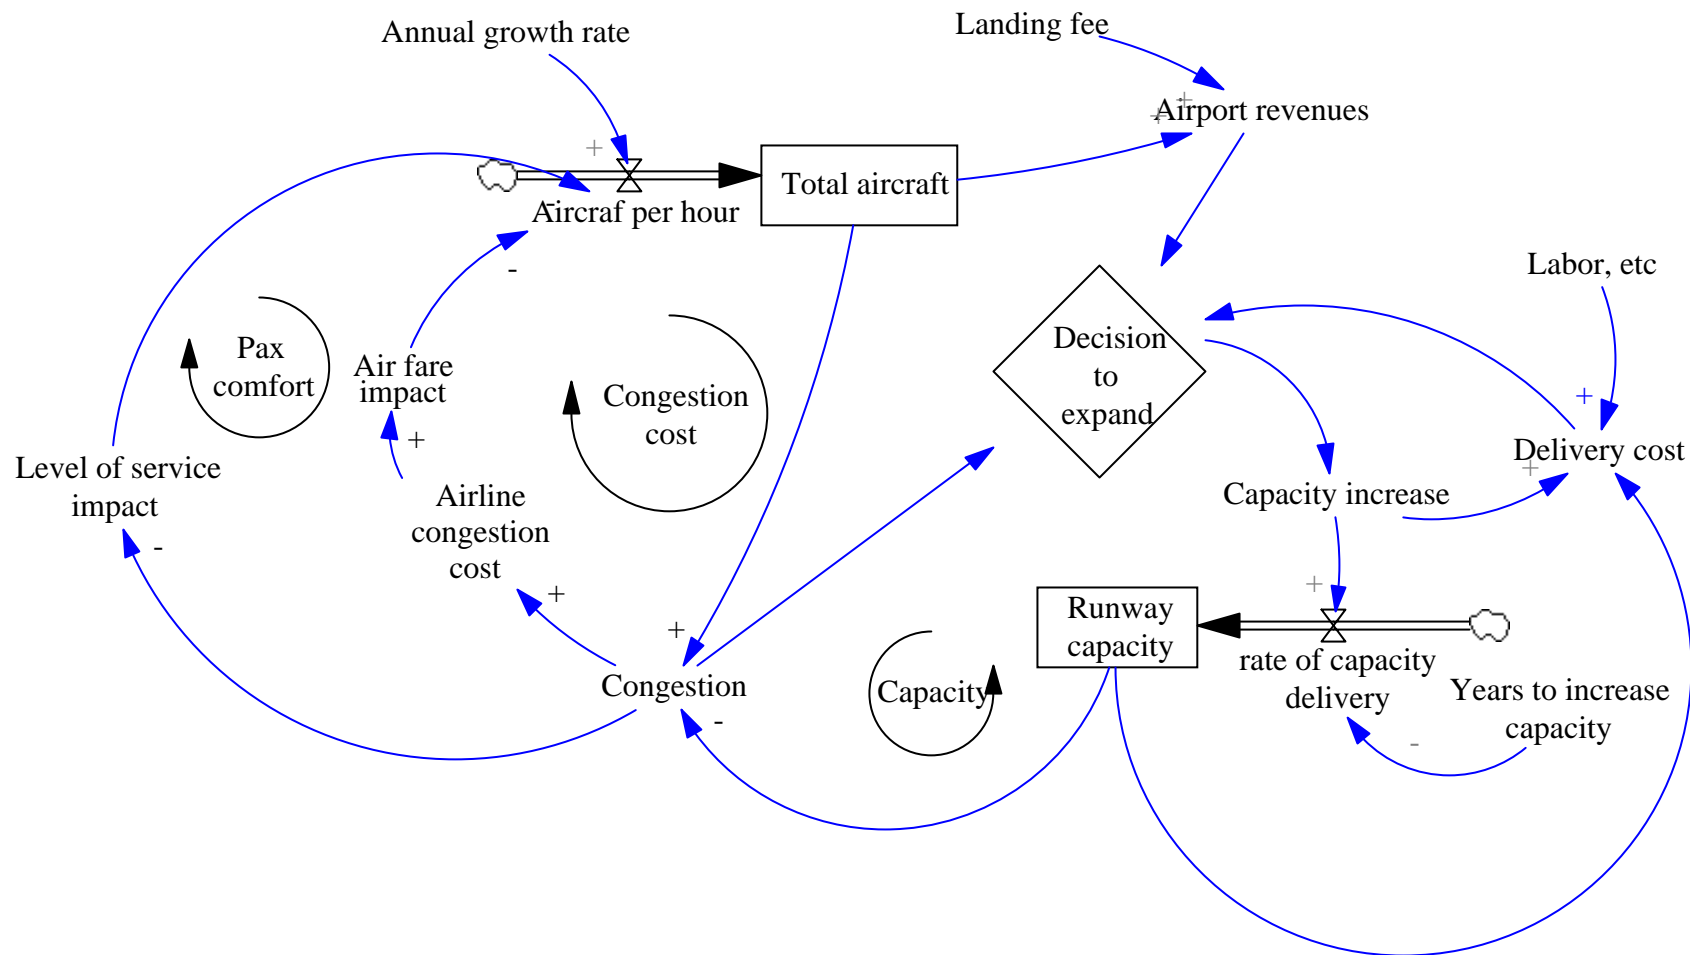 Annual growth rate
Landing fee
+
+
Airport revenues
+
Total aircraft
-
Aircraf per hour
-
Labor, etc
Pax
comfort
Air fare
impact
+
Congestion
cost
Decision
to
expand
+
Delivery cost
+
Level of service
impact
-
Airline
congestion
cost
+
Capacity increase
+
Runway
capacity
rate of capacity
delivery
Years to increase
capacity
-
+
Congestion
-
Capacity